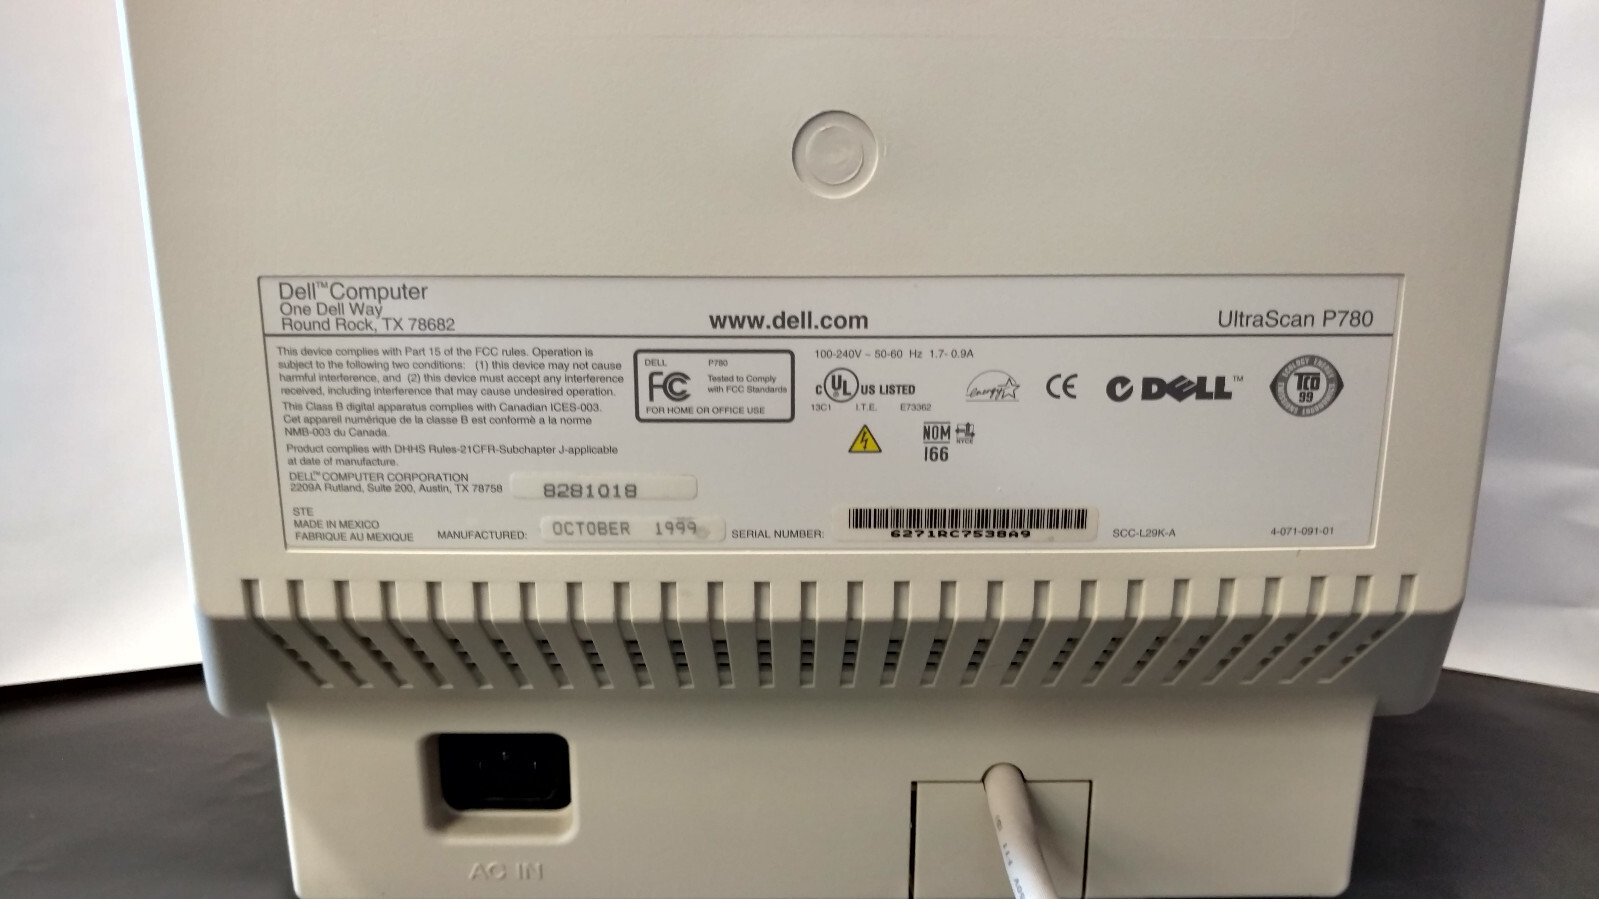 Dell™Computer
One Dell Way
Round Rock, TX 78682
www.dell.com
UltraScan P780
This device complies with Part 15 of the FCC rules. Operation is
subject to the following two conditions: (1) this device may not cause
harmful interference, and (2) this device must accept any interference
received, including interference that may cause undesired operation.
This Class B digital apparatus complies with Canadian ICES-003.
Cet appareil numérique de la classe B est conformè a la norme
NMB-003 du Canada.
Product complies with DHHS Rules-21CFR-Subchapter J-applicable
at date of manufacture.
DELL™COMPUTER CORPORATION
2209A Rutland, Suite 200, Austin, TX 78758
8281018
STE
MADE IN MEXICO
FABRIQUE AU MEXIQUE
MANUFACTURED: OCTOBER 1999
DELL P780
FC Tested to Comply
with FCC Standards
FOR HOME OR OFFICE USE
100-240V ~ 50-60 Hz 1.7- 0.9A
c UL US LISTED
13C1 I.T.E. E73362
energy
CE
DELL™
TCO
99
NOM
NYCE
166
SERIAL NUMBER: 6271RC7538A9
SCC-L29K-A
4-071-091-01
AC IN